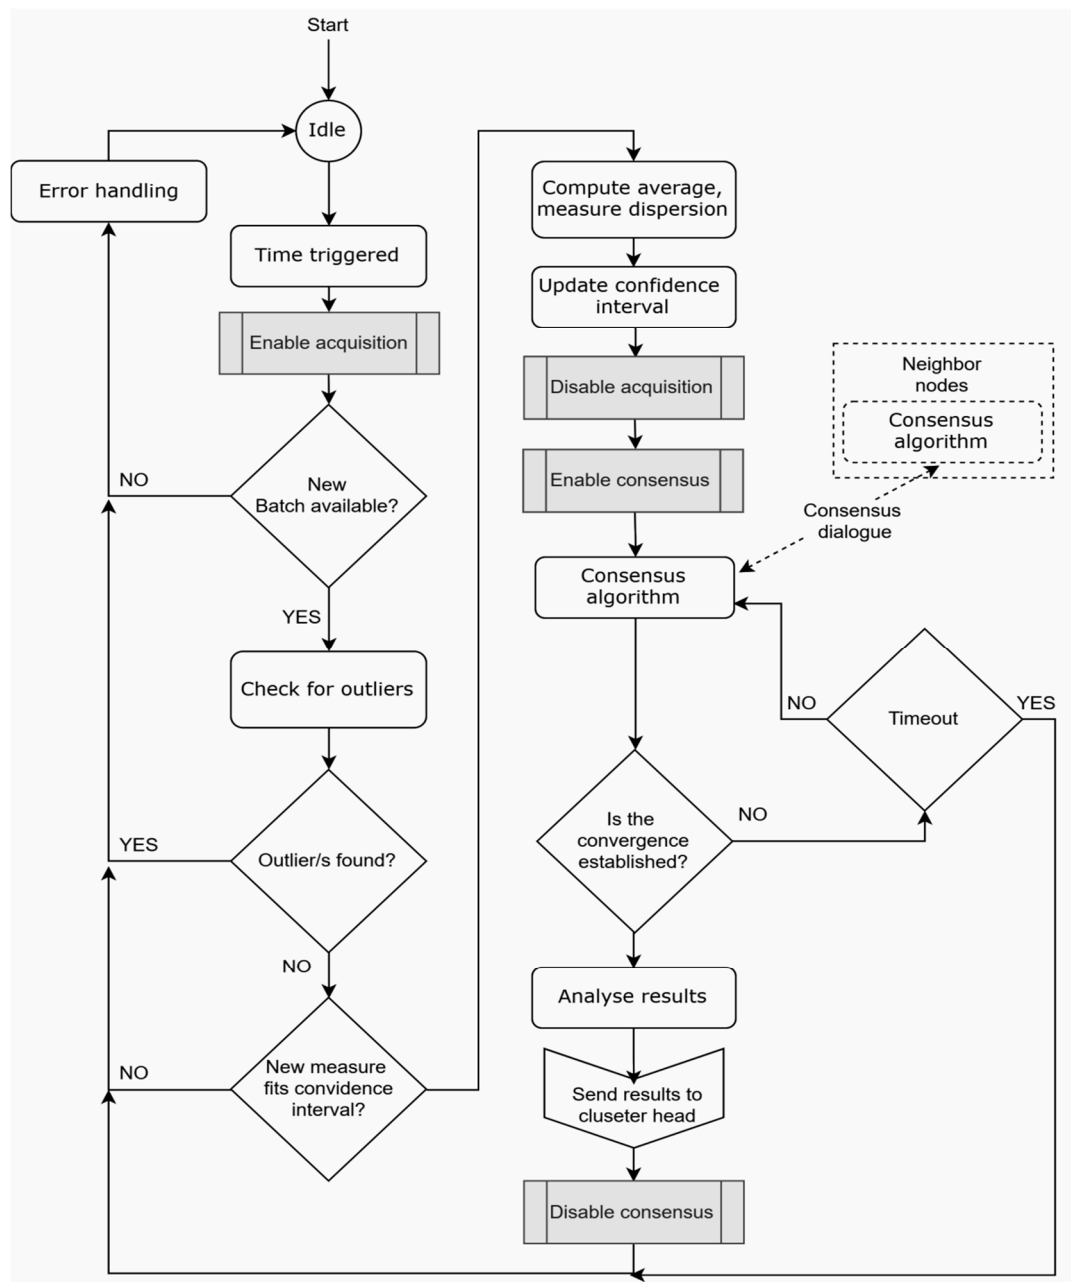 Start
Idle
Error handling
Time triggered
Enable acquisition
New
Batch available?
NO
YES
Check for outliers
Outlier/s found?
YES
NO
New measure
fits convidence
interval?
NO
Compute average,
measure dispersion
Update confidence
interval
Disable acquisition
Enable consensus
Consensus
algorithm
Neighbor
nodes
Consensus
algorithm
Consensus
dialogue
Is the
convergence
established?
NO
Timeout
NO
YES
Analyse results
Send results to
cluseter head
Disable consensus